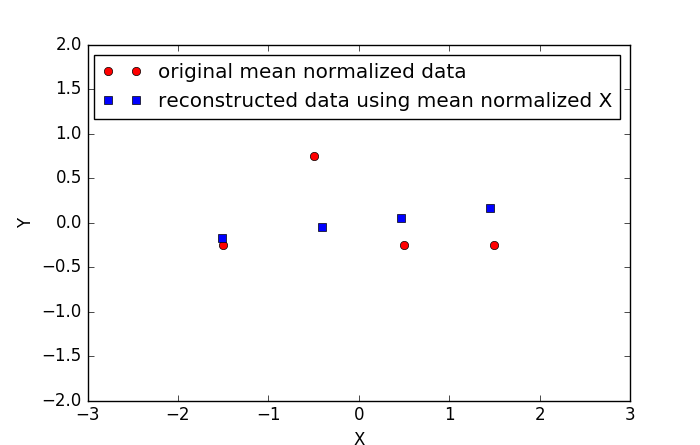 2.0
1.5
1.0
0.5
0.0
−0.5
−1.0
−1.5
−2.0
Y
original mean normalized data
reconstructed data using mean normalized X
−3 −2 −1 0 1 2 3
X